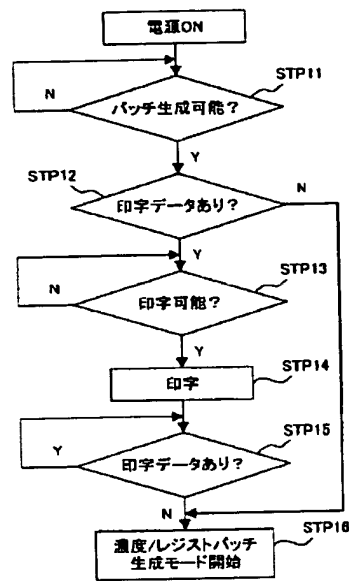 電源ON
STP11
N
パッチ生成可能?
Y
STP12
N
印字データあり?
Y
STP13
N
印字可能?
Y
STP14
印字
STP15
Y
印字データあり?
N
STP16
濃度/レジストパッチ
生成モード開始